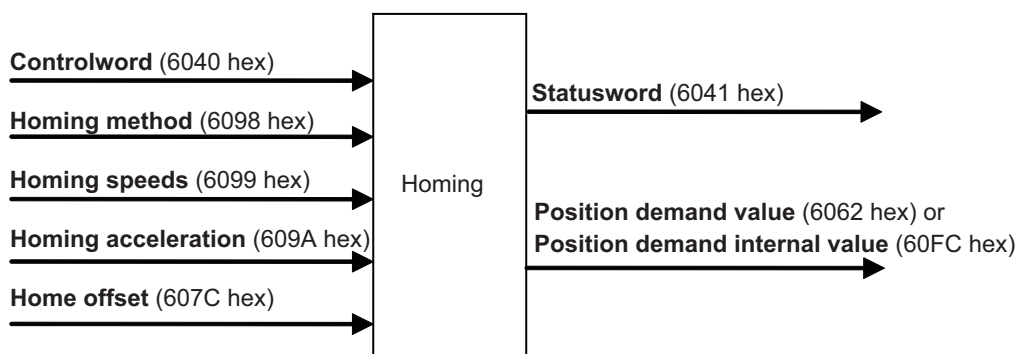 Controlword (6040 hex)
Homing method (6098 hex)
Homing speeds (6099 hex)
Homing acceleration (609A hex)
Home offset (607C hex)
Homing
Statusword (6041 hex)
Position demand value (6062 hex) or
Position demand internal value (60FC hex)